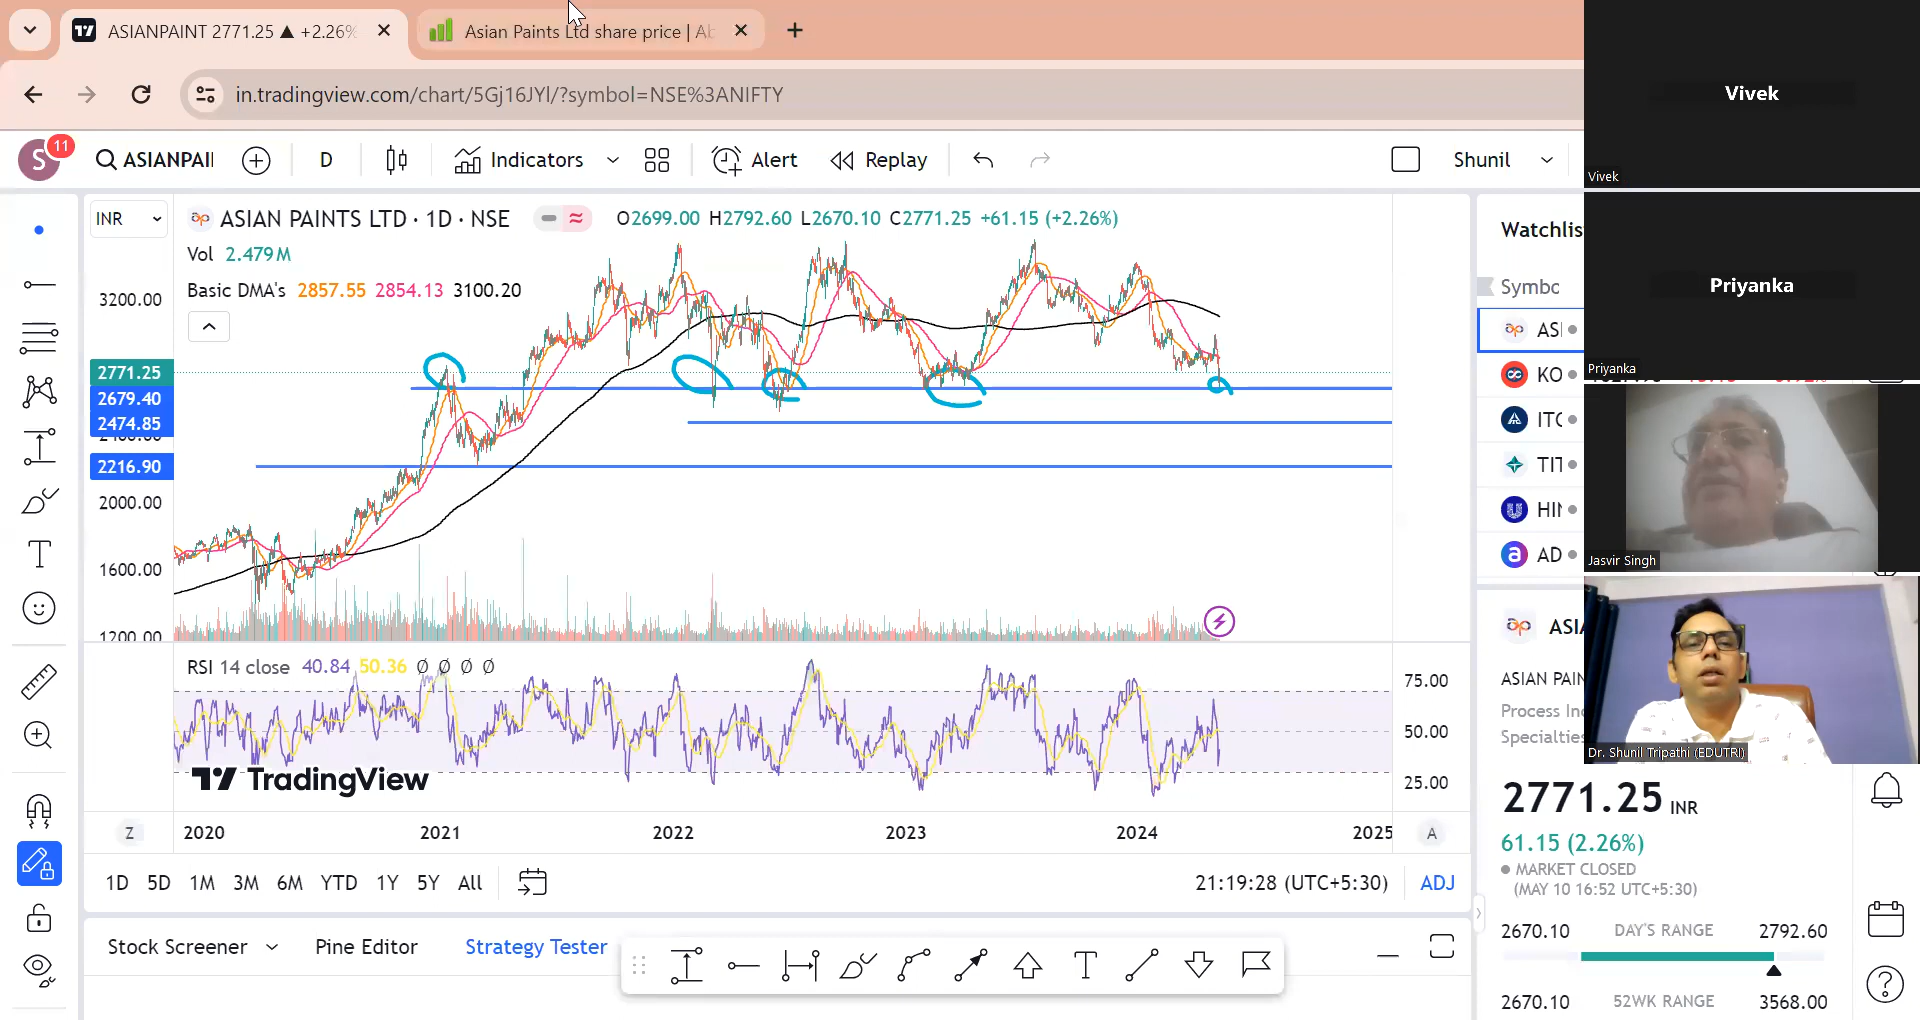 ASIANPAINT 2771.25 ▲ +2.26%
Asian Paints Ltd share price | Ab
in.tradingview.com/chart/5Gj16JYl/?symbol=NSE%3ANIFTY
S 11 ASIANPAI D Indicators Alert Replay Shunil
INR
ASIAN PAINTS LTD · 1D · NSE O2699.00 H2792.60 L2670.10 C2771.25 +61.15 (+2.26%)
Vol 2.479M
Basic DMA's 2857.55 2854.13 3100.20
3200.00
2771.25
2679.40
2474.85
2216.90
2000.00
1600.00
1200.00
RSI 14 close 40.84 50.36 Ø Ø Ø Ø
75.00
50.00
25.00
TradingView
Z 2020 2021 2022 2023 2024 2025 A
1D 5D 1M 3M 6M YTD 1Y 5Y All 21:19:28 (UTC+5:30) ADJ
Stock Screener Pine Editor Strategy Tester
Watchlis
Symbo
ASI
KO
ITC
TIT
HIN
AD
ASIA
ASIAN PAIN
Process Ind
Specialties
2771.25 INR
61.15 (2.26%)
MARKET CLOSED
(MAY 10 16:52 UTC+5:30)
2670.10 DAY'S RANGE 2792.60
2670.10 52WK RANGE 3568.00
Vivek
Vivek
Priyanka
Priyanka
Jasvir Singh
Dr. Shunil Tripathi (EDUTRI)